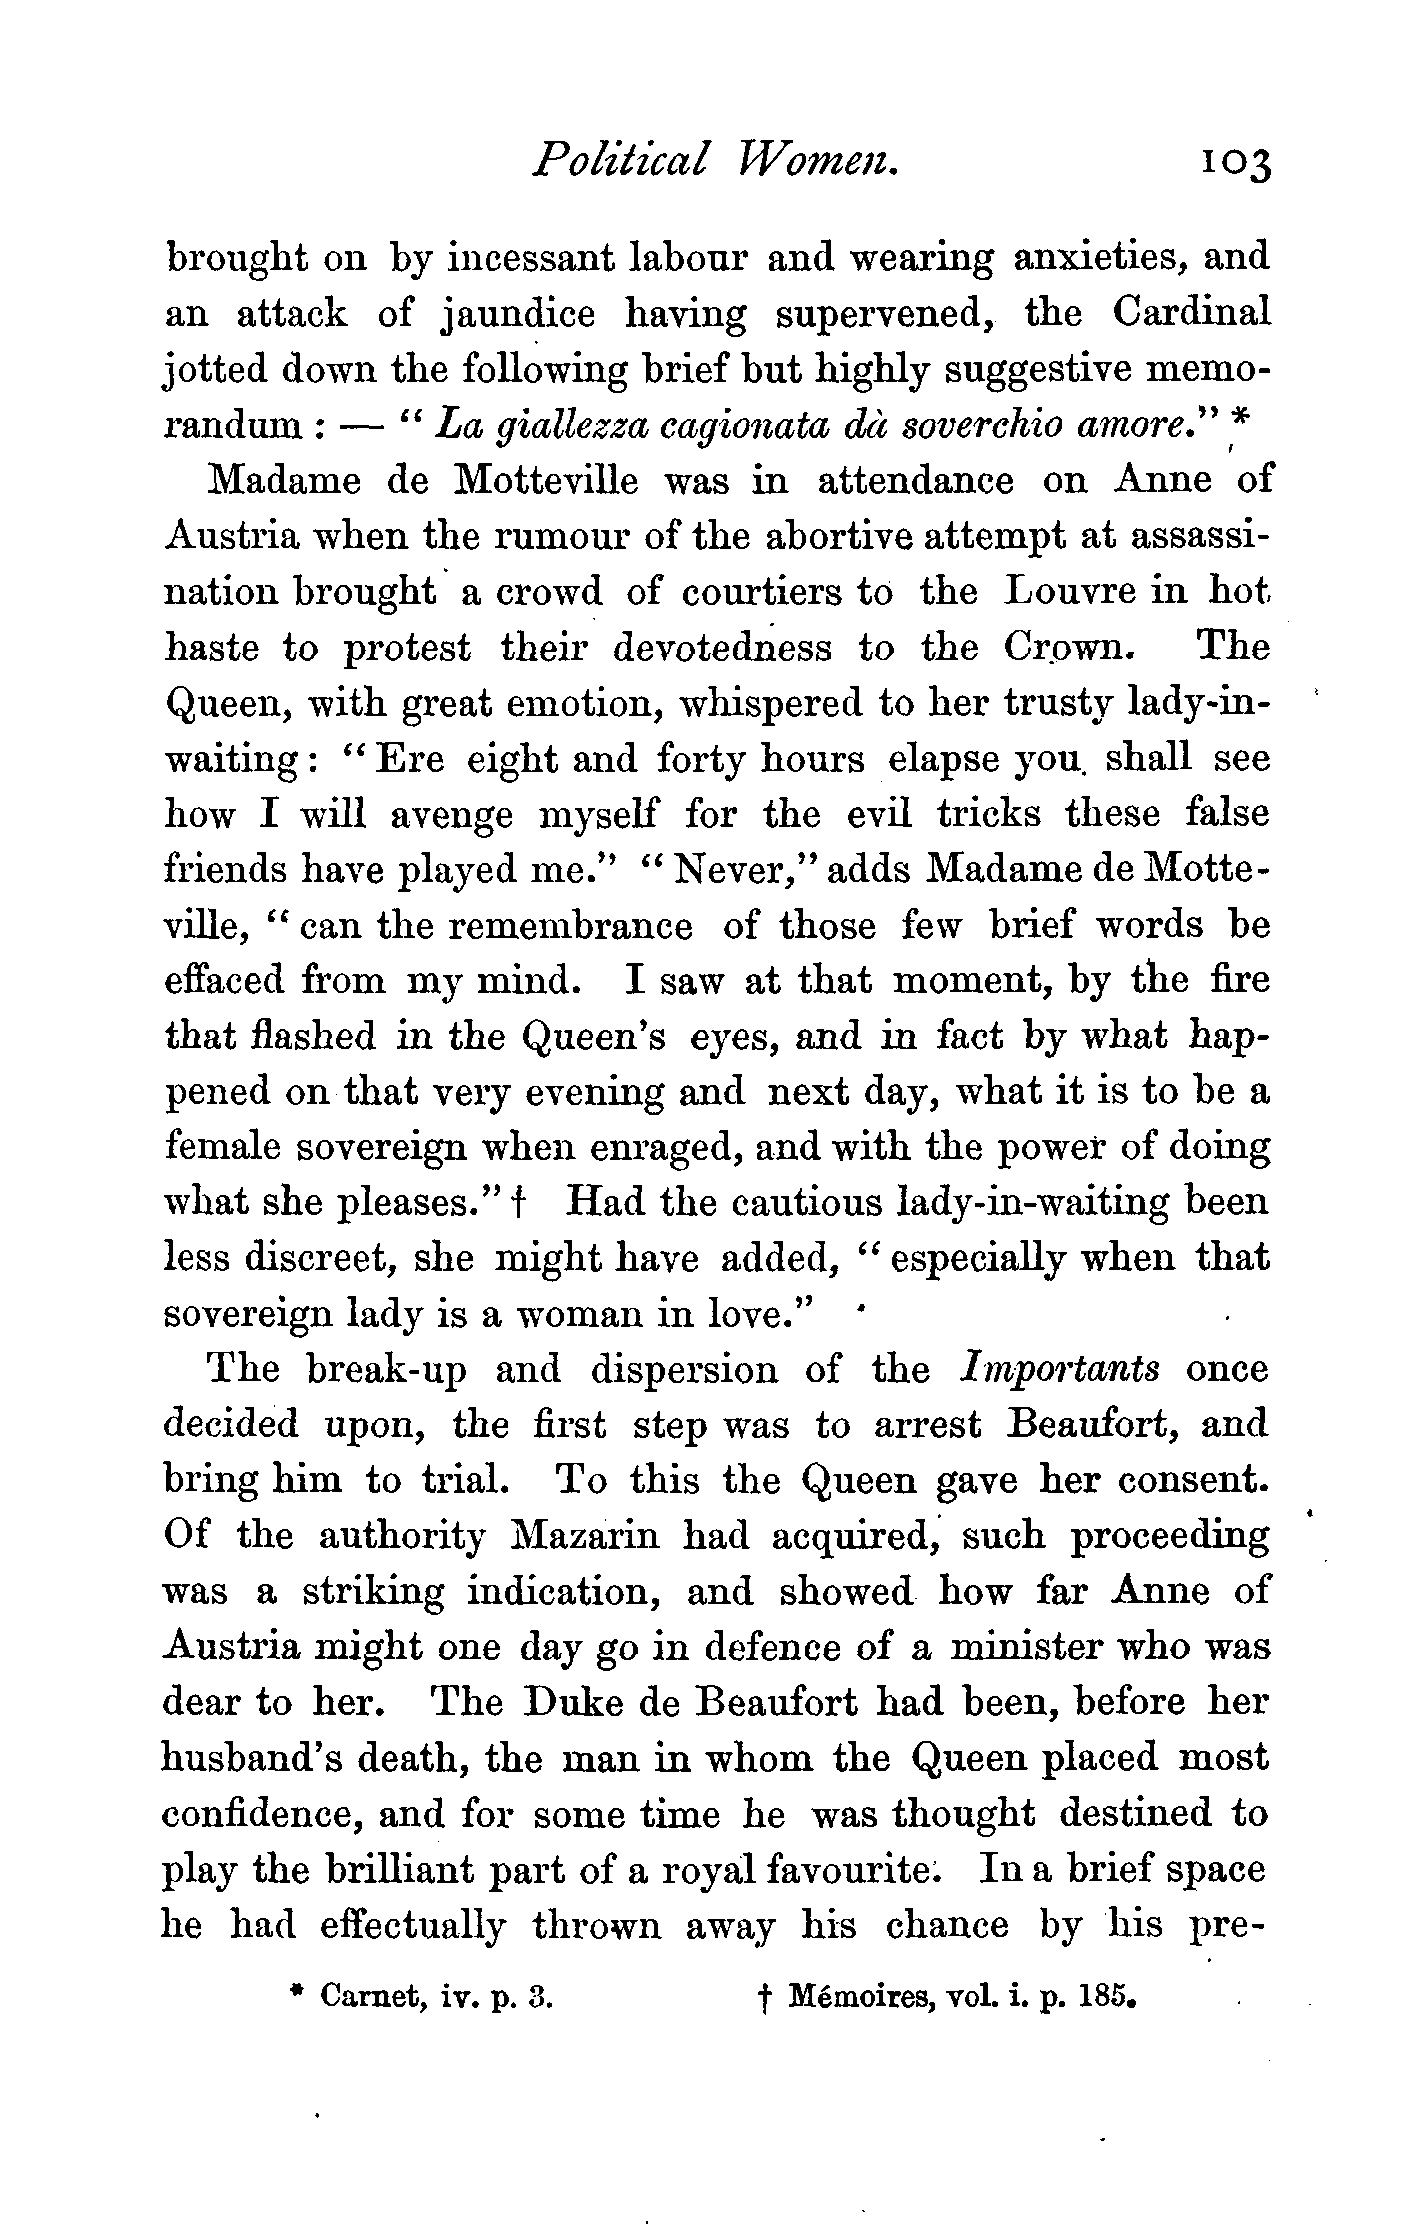 Political Women. 103
brought on by incessant labour and wearing anxieties, and
an attack of jaundice having supervened, the Cardinal
jotted down the following brief but highly suggestive memo-
randum : — “ La giallezza cagionata dà soverchio amore.” *
Madame de Motteville was in attendance on Anne of
Austria when the rumour of the abortive attempt at assassi-
nation brought a crowd of courtiers to the Louvre in hot
haste to protest their devotedness to the Crown. The
Queen, with great emotion, whispered to her trusty lady-in-
waiting : “ Ere eight and forty hours elapse you shall see
how I will avenge myself for the evil tricks these false
friends have played me.” “ Never,” adds Madame de Motte-
ville, “ can the remembrance of those few brief words be
effaced from my mind. I saw at that moment, by the fire
that flashed in the Queen’s eyes, and in fact by what hap-
pened on that very evening and next day, what it is to be a
female sovereign when enraged, and with the power of doing
what she pleases.” † Had the cautious lady-in-waiting been
less discreet, she might have added, “ especially when that
sovereign lady is a woman in love.”
The break-up and dispersion of the Importants once
decided upon, the first step was to arrest Beaufort, and
bring him to trial. To this the Queen gave her consent.
Of the authority Mazarin had acquired, such proceeding
was a striking indication, and showed how far Anne of
Austria might one day go in defence of a minister who was
dear to her. The Duke de Beaufort had been, before her
husband’s death, the man in whom the Queen placed most
confidence, and for some time he was thought destined to
play the brilliant part of a royal favourite. In a brief space
he had effectually thrown away his chance by his pre-
* Carnet, iv. p. 3. † Mémoires, vol. i. p. 185.